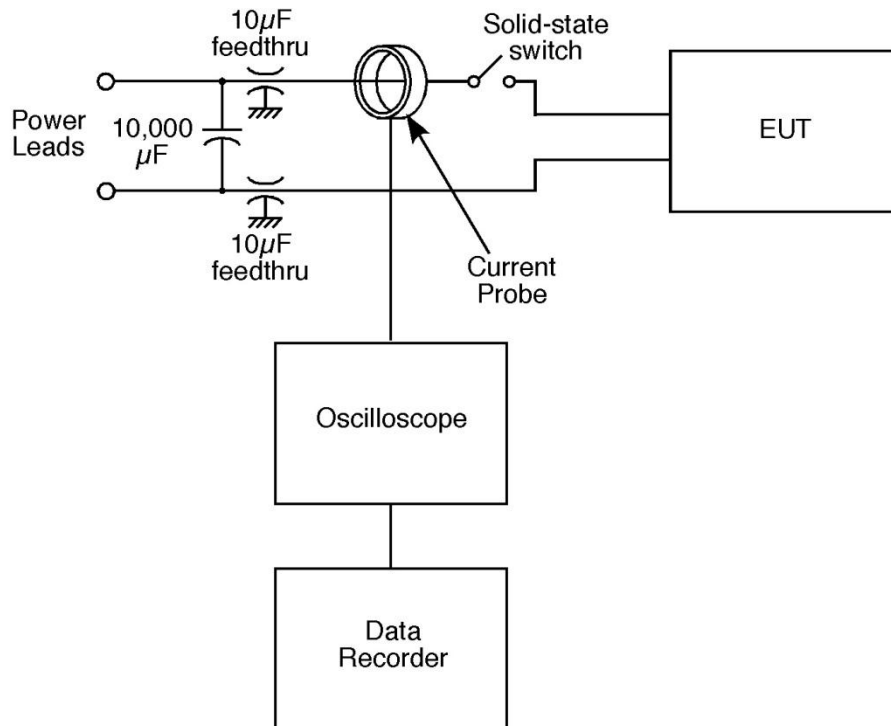 10µF
feedthru
Solid-state
switch
Power
Leads
10,000
µF
EUT
10µF
feedthru
Current
Probe
Oscilloscope
Data
Recorder